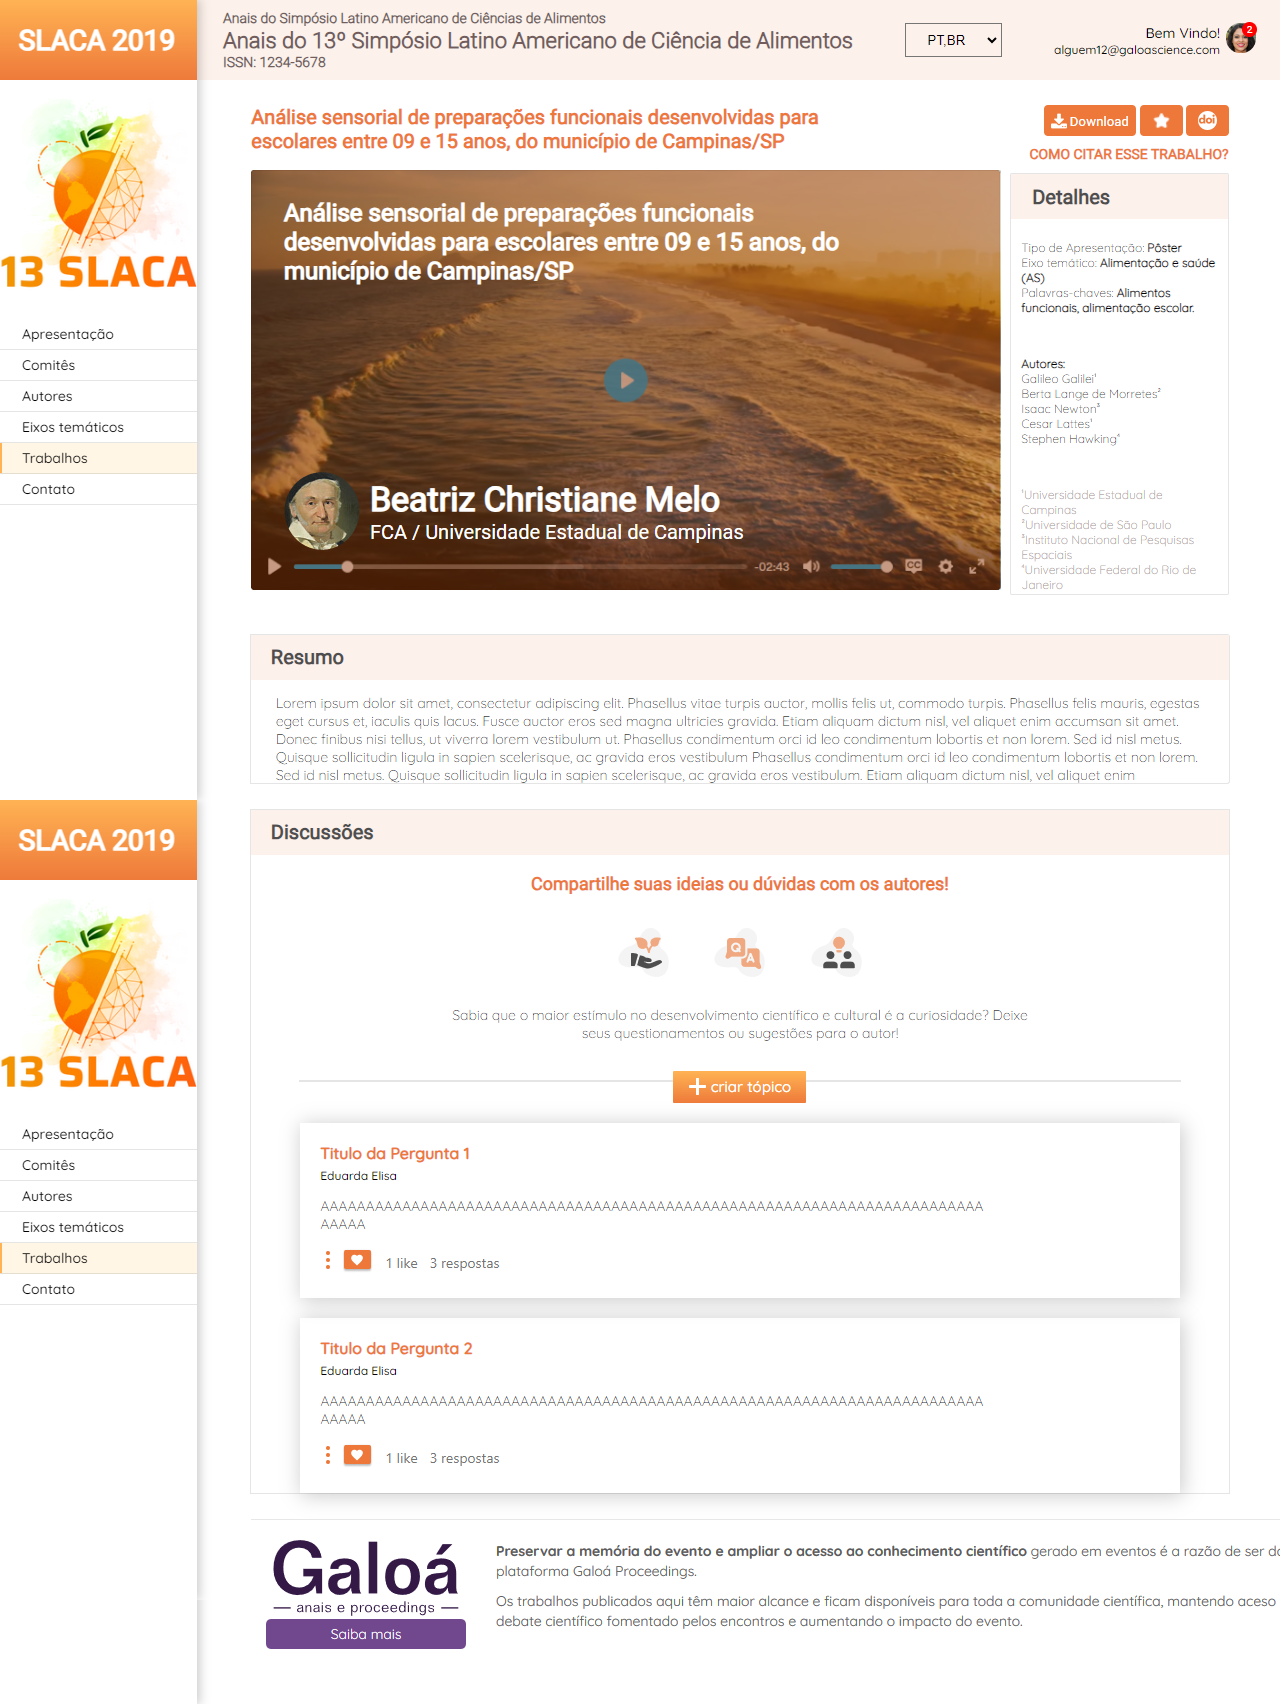 SLACA 2019
Anais do Simpósio Latino Americano de Ciências de Alimentos
Anais do 13º Simpósio Latino Americano de Ciência de Alimentos
ISSN: 1234-5678
PT,BR
Bem Vindo!
alguem12@galoascience.com
2
13 SLACA
Apresentação
Comitês
Autores
Eixos temáticos
Trabalhos
Contato
Análise sensorial de preparações funcionais desenvolvidas para
escolares entre 09 e 15 anos, do município de Campinas/SP
Download
doi
COMO CITAR ESSE TRABALHO?
Análise sensorial de preparações funcionais
desenvolvidas para escolares entre 09 e 15 anos, do
município de Campinas/SP
Beatriz Christiane Melo
FCA / Universidade Estadual de Campinas
-02:43
CC
Detalhes
Tipo de Apresentação: Pôster
Eixo temático: Alimentação e saúde
(AS)
Palavras-chaves: Alimentos
funcionais, alimentação escolar.
Autores:
Galileo Galilei¹
Berta Lange de Morretes²
Isaac Newton³
Cesar Lattes¹
Stephen Hawking⁴
¹Universidade Estadual de
Campinas
²Universidade de São Paulo
³Instituto Nacional de Pesquisas
Espaciais
⁴Universidade Federal do Rio de
Janeiro
Resumo
Lorem ipsum dolor sit amet, consectetur adipiscing elit. Phasellus vitae turpis auctor, mollis felis ut, commodo turpis. Phasellus felis mauris, egestas
eget cursus et, iaculis quis lacus. Fusce auctor eros sed magna ultricies gravida. Etiam aliquam dictum nisl, vel aliquet enim accumsan sit amet.
Donec finibus nisi tellus, ut viverra lorem vestibulum ut. Phasellus condimentum orci id leo condimentum lobortis et non lorem. Sed id nisl metus.
Quisque sollicitudin ligula in sapien scelerisque, ac gravida eros vestibulum Phasellus condimentum orci id leo condimentum lobortis et non lorem.
Sed id nisl metus. Quisque sollicitudin ligula in sapien scelerisque, ac gravida eros vestibulum. Etiam aliquam dictum nisl, vel aliquet enim
SLACA 2019
13 SLACA
Apresentação
Comitês
Autores
Eixos temáticos
Trabalhos
Contato
Discussões
Compartilhe suas ideias ou dúvidas com os autores!
Q
A
Sabia que o maior estímulo no desenvolvimento científico e cultural é a curiosidade? Deixe
seus questionamentos ou sugestões para o autor!
criar tópico
Titulo da Pergunta 1
Eduarda Elisa
AAAAAAAAAAAAAAAAAAAAAAAAAAAAAAAAAAAAAAAAAAAAAAAAAAAAAAAAAAAAAAAAAAAAAAAAA
AAAAA
1 like 3 respostas
Titulo da Pergunta 2
Eduarda Elisa
AAAAAAAAAAAAAAAAAAAAAAAAAAAAAAAAAAAAAAAAAAAAAAAAAAAAAAAAAAAAAAAAAAAAAAAAA
AAAAA
1 like 3 respostas
Galoá
anais e proceedings
Saiba mais
Preservar a memória do evento e ampliar o acesso ao conhecimento científico gerado em eventos é a razão de ser da
plataforma Galoá Proceedings.
Os trabalhos publicados aqui têm maior alcance e ficam disponíveis para toda a comunidade científica, mantendo aceso
debate científico fomentado pelos encontros e aumentando o impacto do evento.